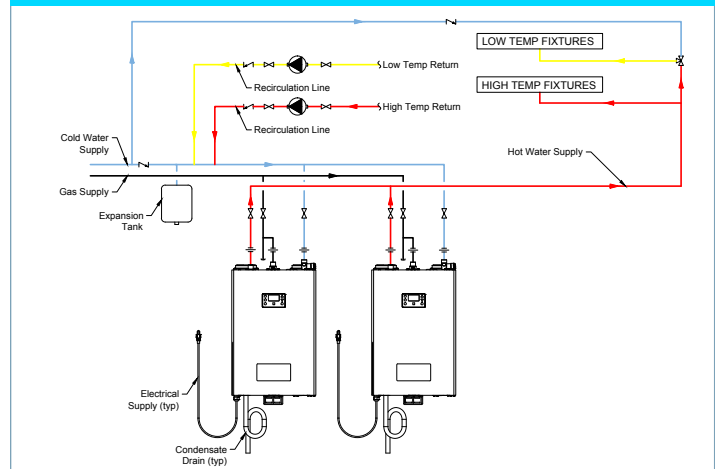 LOW TEMP FIXTURES
Low Temp Return
Recirculation Line
HIGH TEMP FIXTURES
High Temp Return
Recirculation Line
Cold Water
Supply
Hot Water Supply
Gas Supply
Expansion
Tank
Electrical
Supply (typ)
Condensate
Drain (typ)